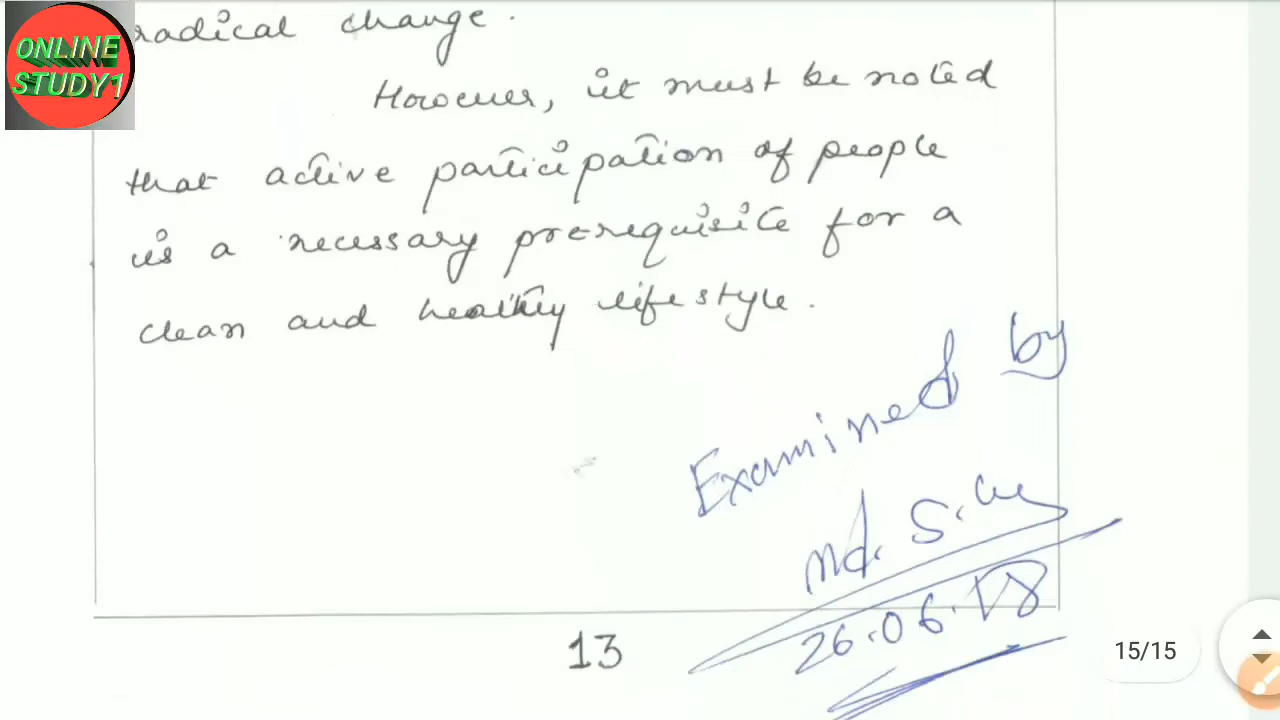 ONLINE
STUDY1
radical change.
However, it must be noted
that active participation of people
is a necessary prerequisite for a
clean and healthy lifestyle.
Examined by
Md. S.
26.06.18
13
15/15